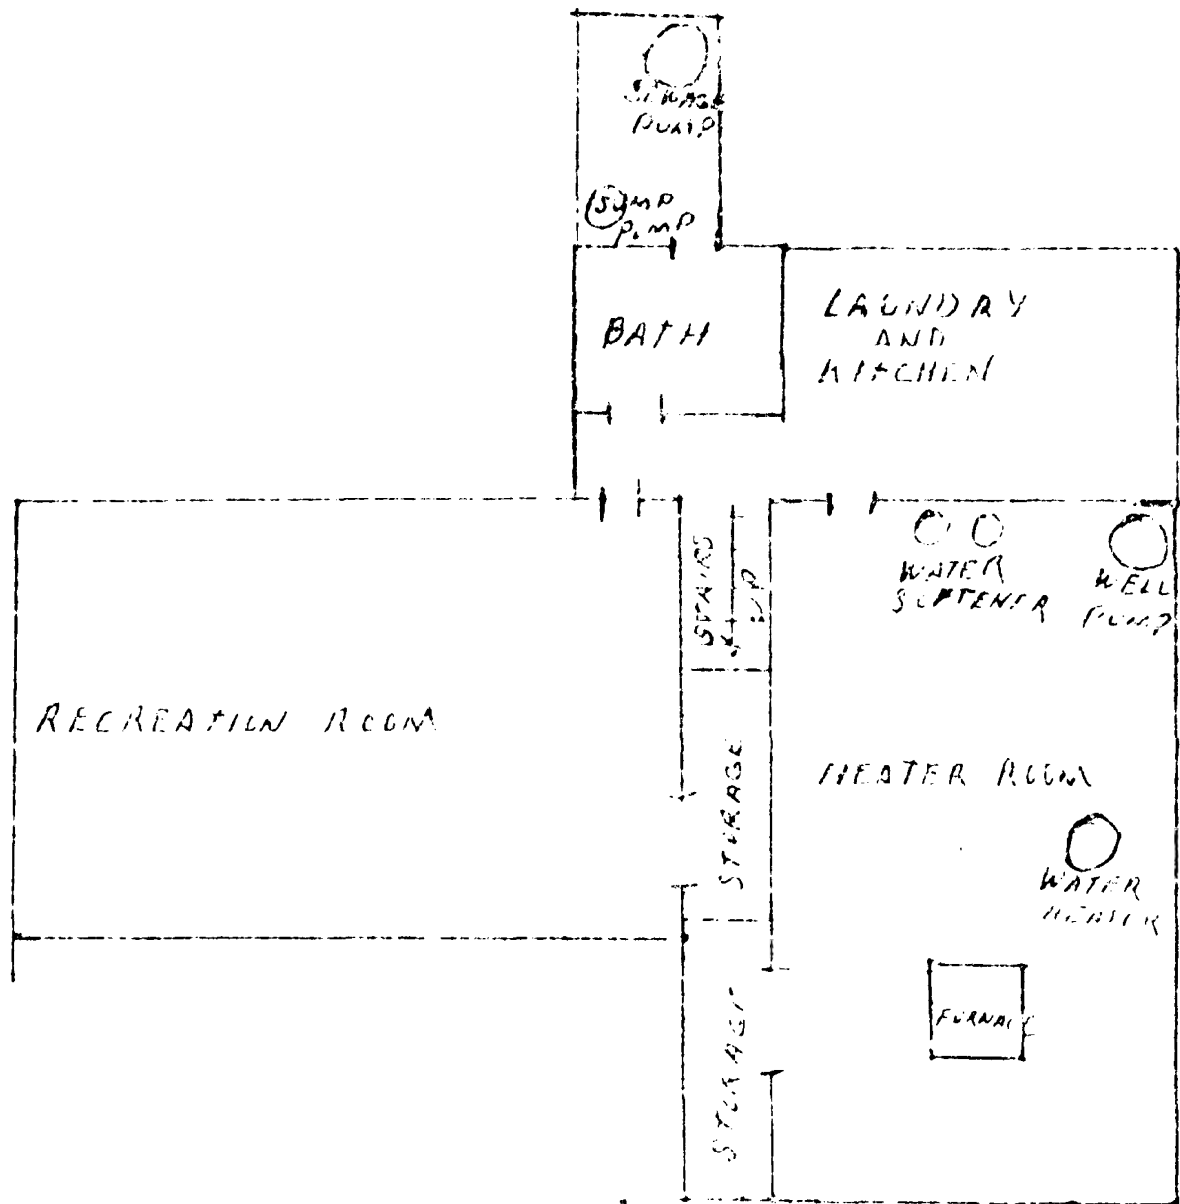 SEWAGE
PUMP
SUMP
PUMP
BATH
LAUNDRY
AND
KITCHEN
STAIRS
UP
WATER
SOFTENER
WELL
PUMP
RECREATION ROOM
STORAGE
HEATER ROOM
WATER
HEATER
FURNACE
STORAGE